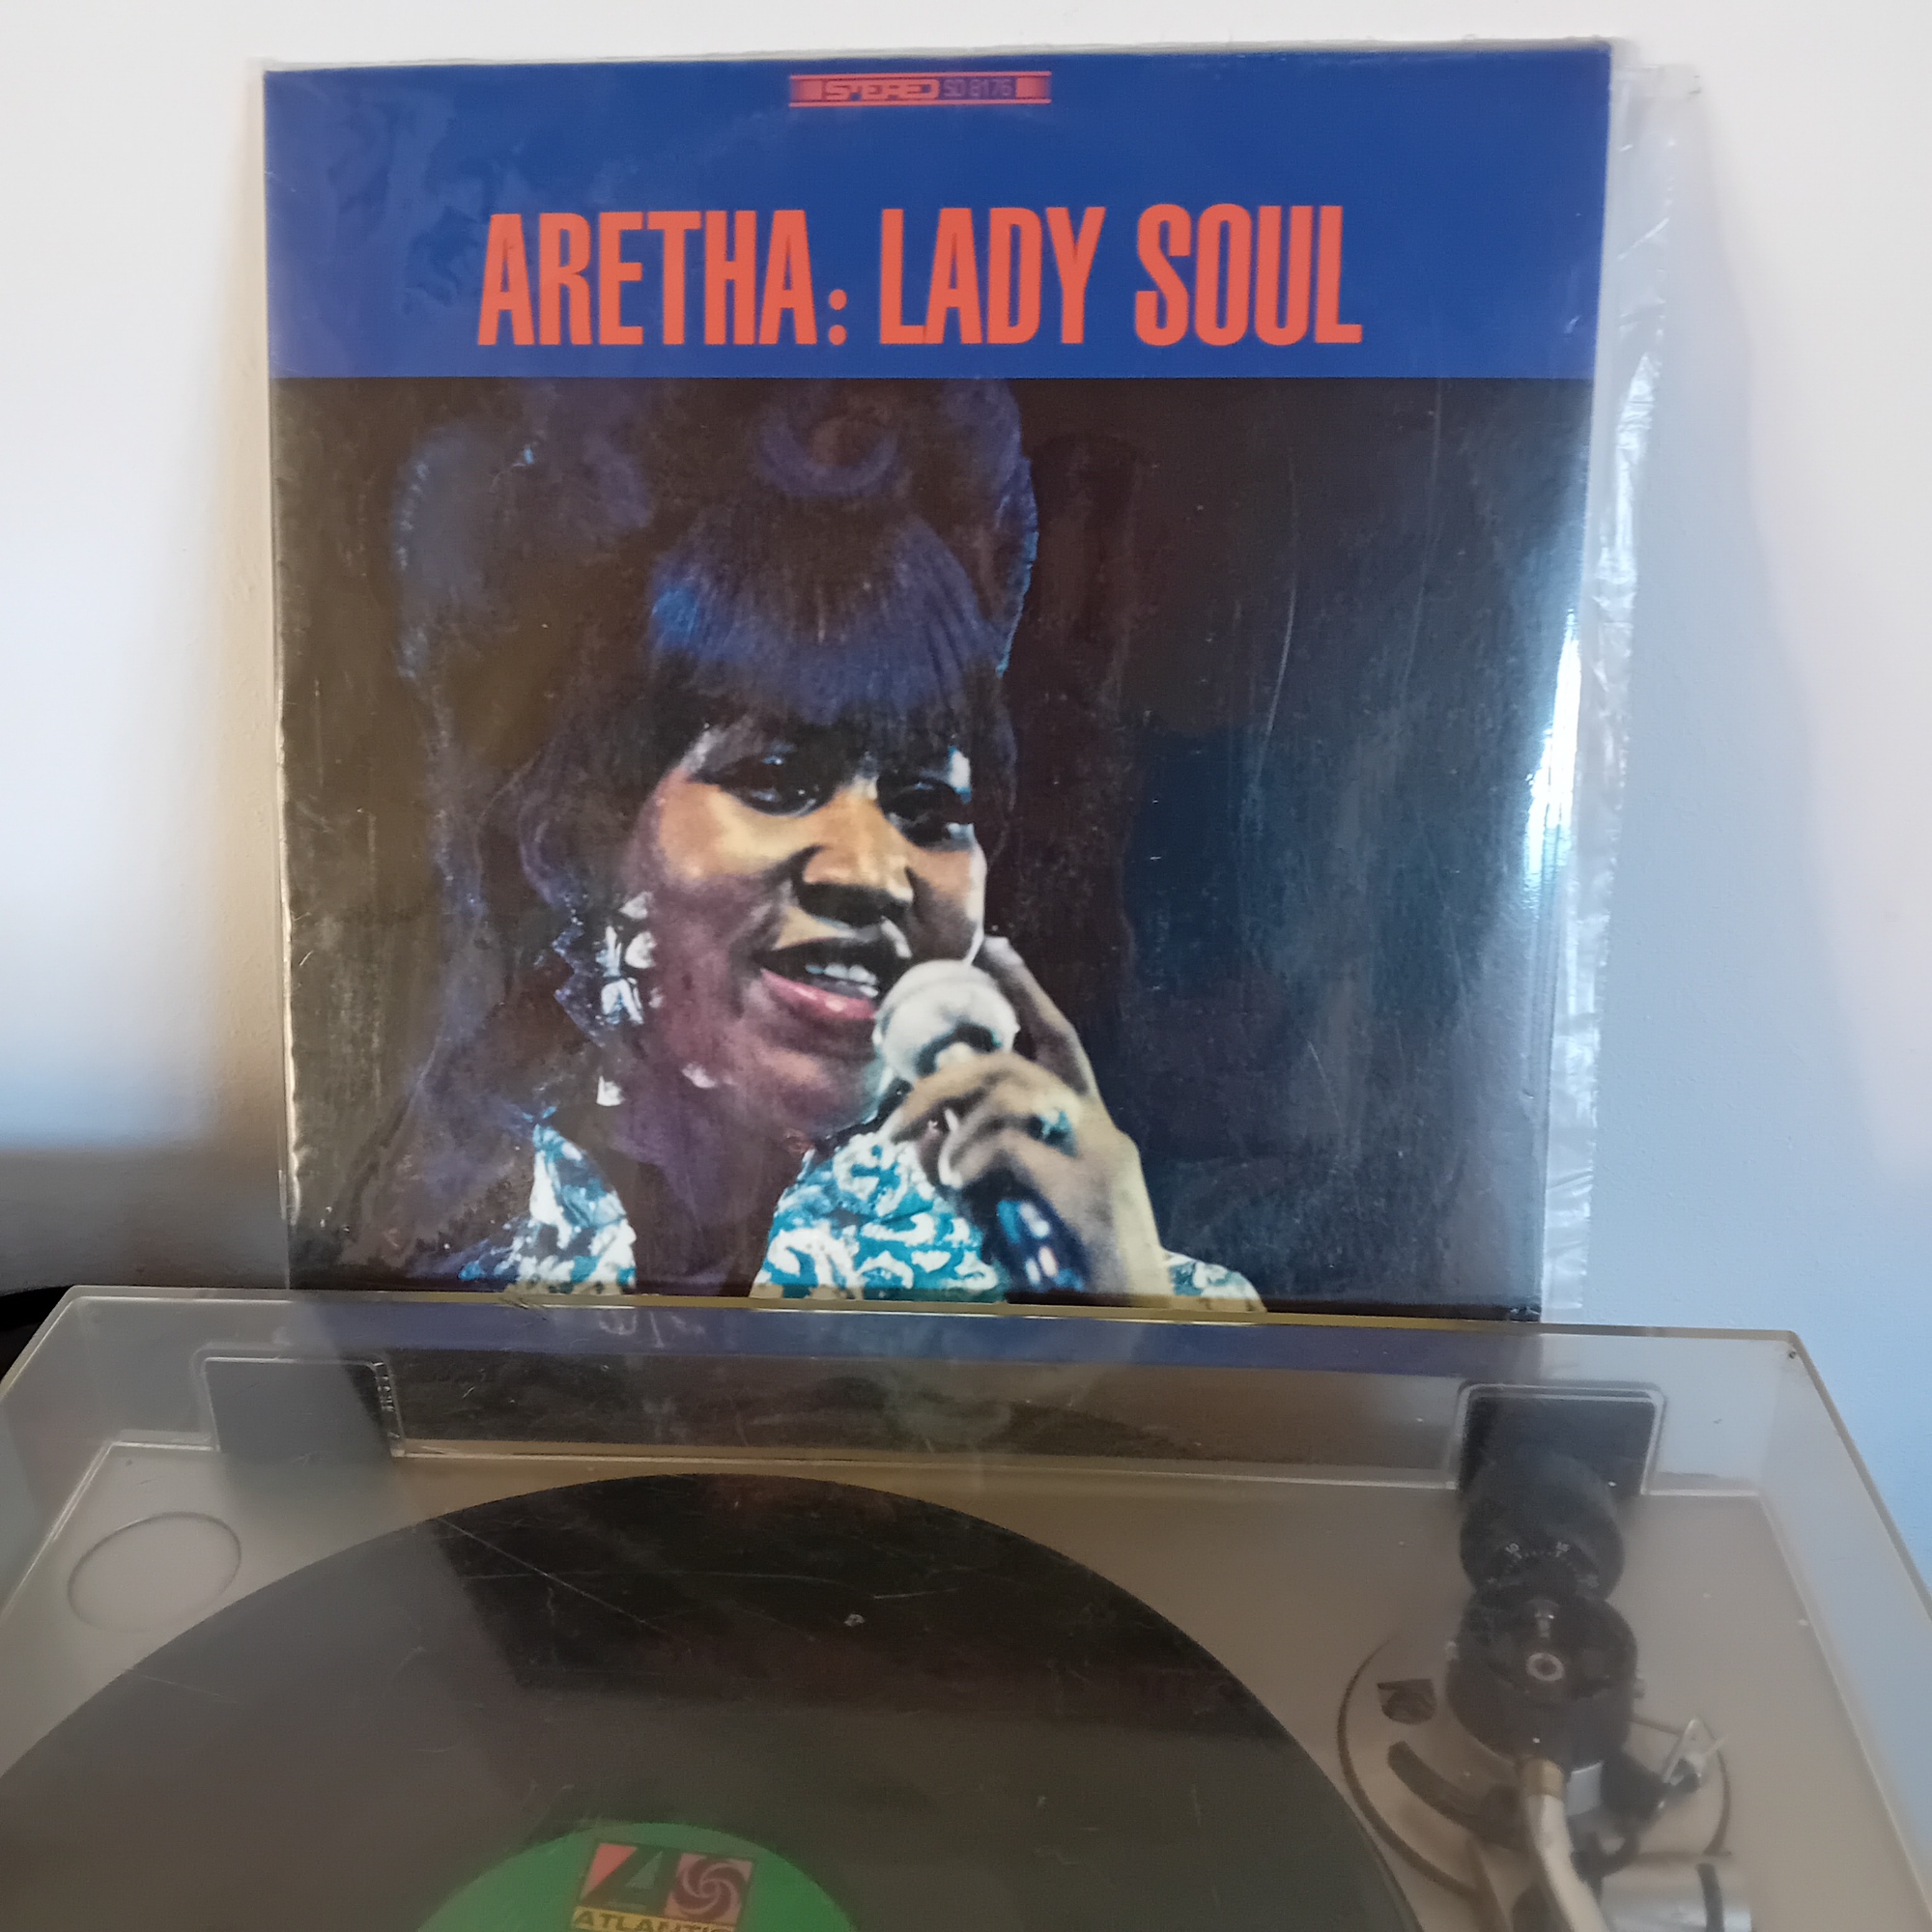 STEREO SD 8176
ARETHA: LADY SOUL
ATLANTIC